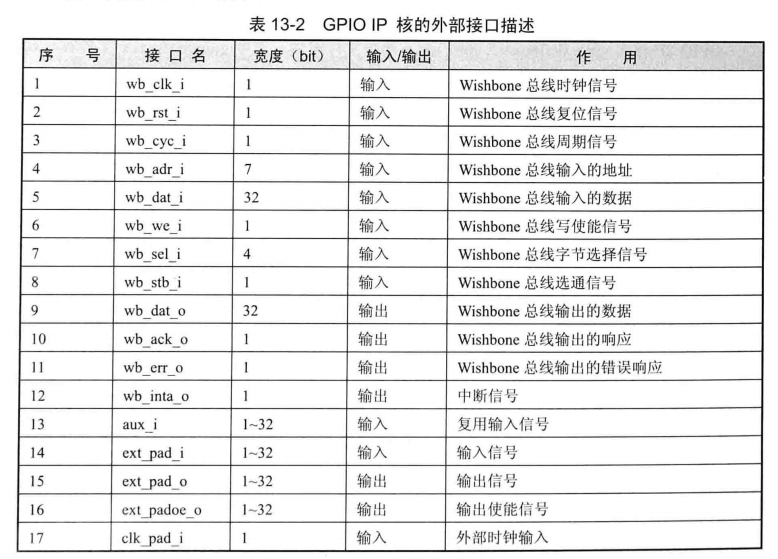 表 13-2 GPIO IP 核的外部接口描述
序 号 接 口 名 宽度（bit） 输入/输出 作 用
1 wb_clk_i 1 输入 Wishbone 总线时钟信号
2 wb_rst_i 1 输入 Wishbone 总线复位信号
3 wb_cyc_i 1 输入 Wishbone 总线周期信号
4 wb_adr_i 7 输入 Wishbone 总线输入的地址
5 wb_dat_i 32 输入 Wishbone 总线输入的数据
6 wb_we_i 1 输入 Wishbone 总线写使能信号
7 wb_sel_i 4 输入 Wishbone 总线字节选择信号
8 wb_stb_i 1 输入 Wishbone 总线选通信号
9 wb_dat_o 32 输出 Wishbone 总线输出的数据
10 wb_ack_o 1 输出 Wishbone 总线输出的响应
11 wb_err_o 1 输出 Wishbone 总线输出的错误响应
12 wb_inta_o 1 输出 中断信号
13 aux_i 1~32 输入 复用输入信号
14 ext_pad_i 1~32 输入 输入信号
15 ext_pad_o 1~32 输出 输出信号
16 ext_padoe_o 1~32 输出 输出使能信号
17 clk_pad_i 1 输入 外部时钟输入